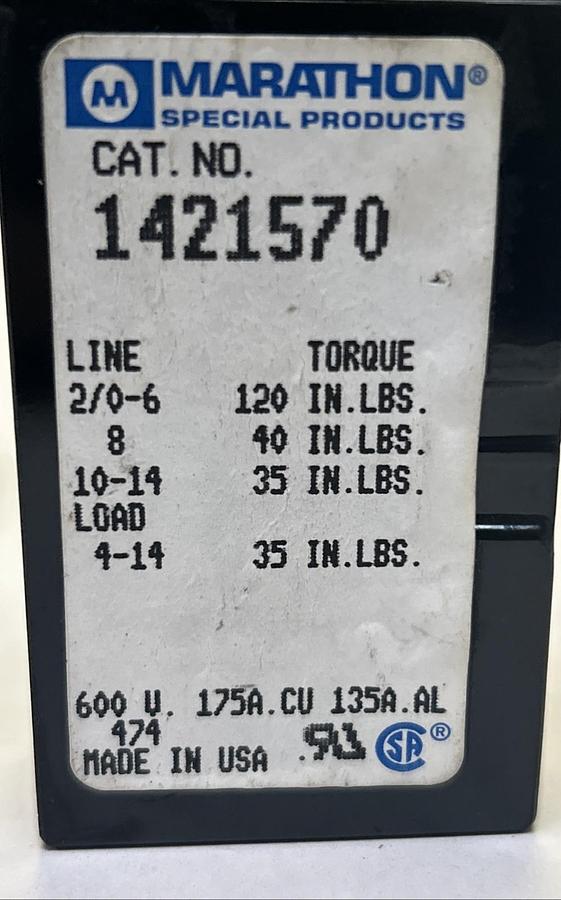 M MARATHON®
SPECIAL PRODUCTS
CAT. NO.
1421570
LINE TORQUE
2/0-6 120 IN.LBS.
8 40 IN.LBS.
10-14 35 IN.LBS.
LOAD
4-14 35 IN.LBS.
600 V. 175A.CU 135A.AL
474
MADE IN USA SA ®